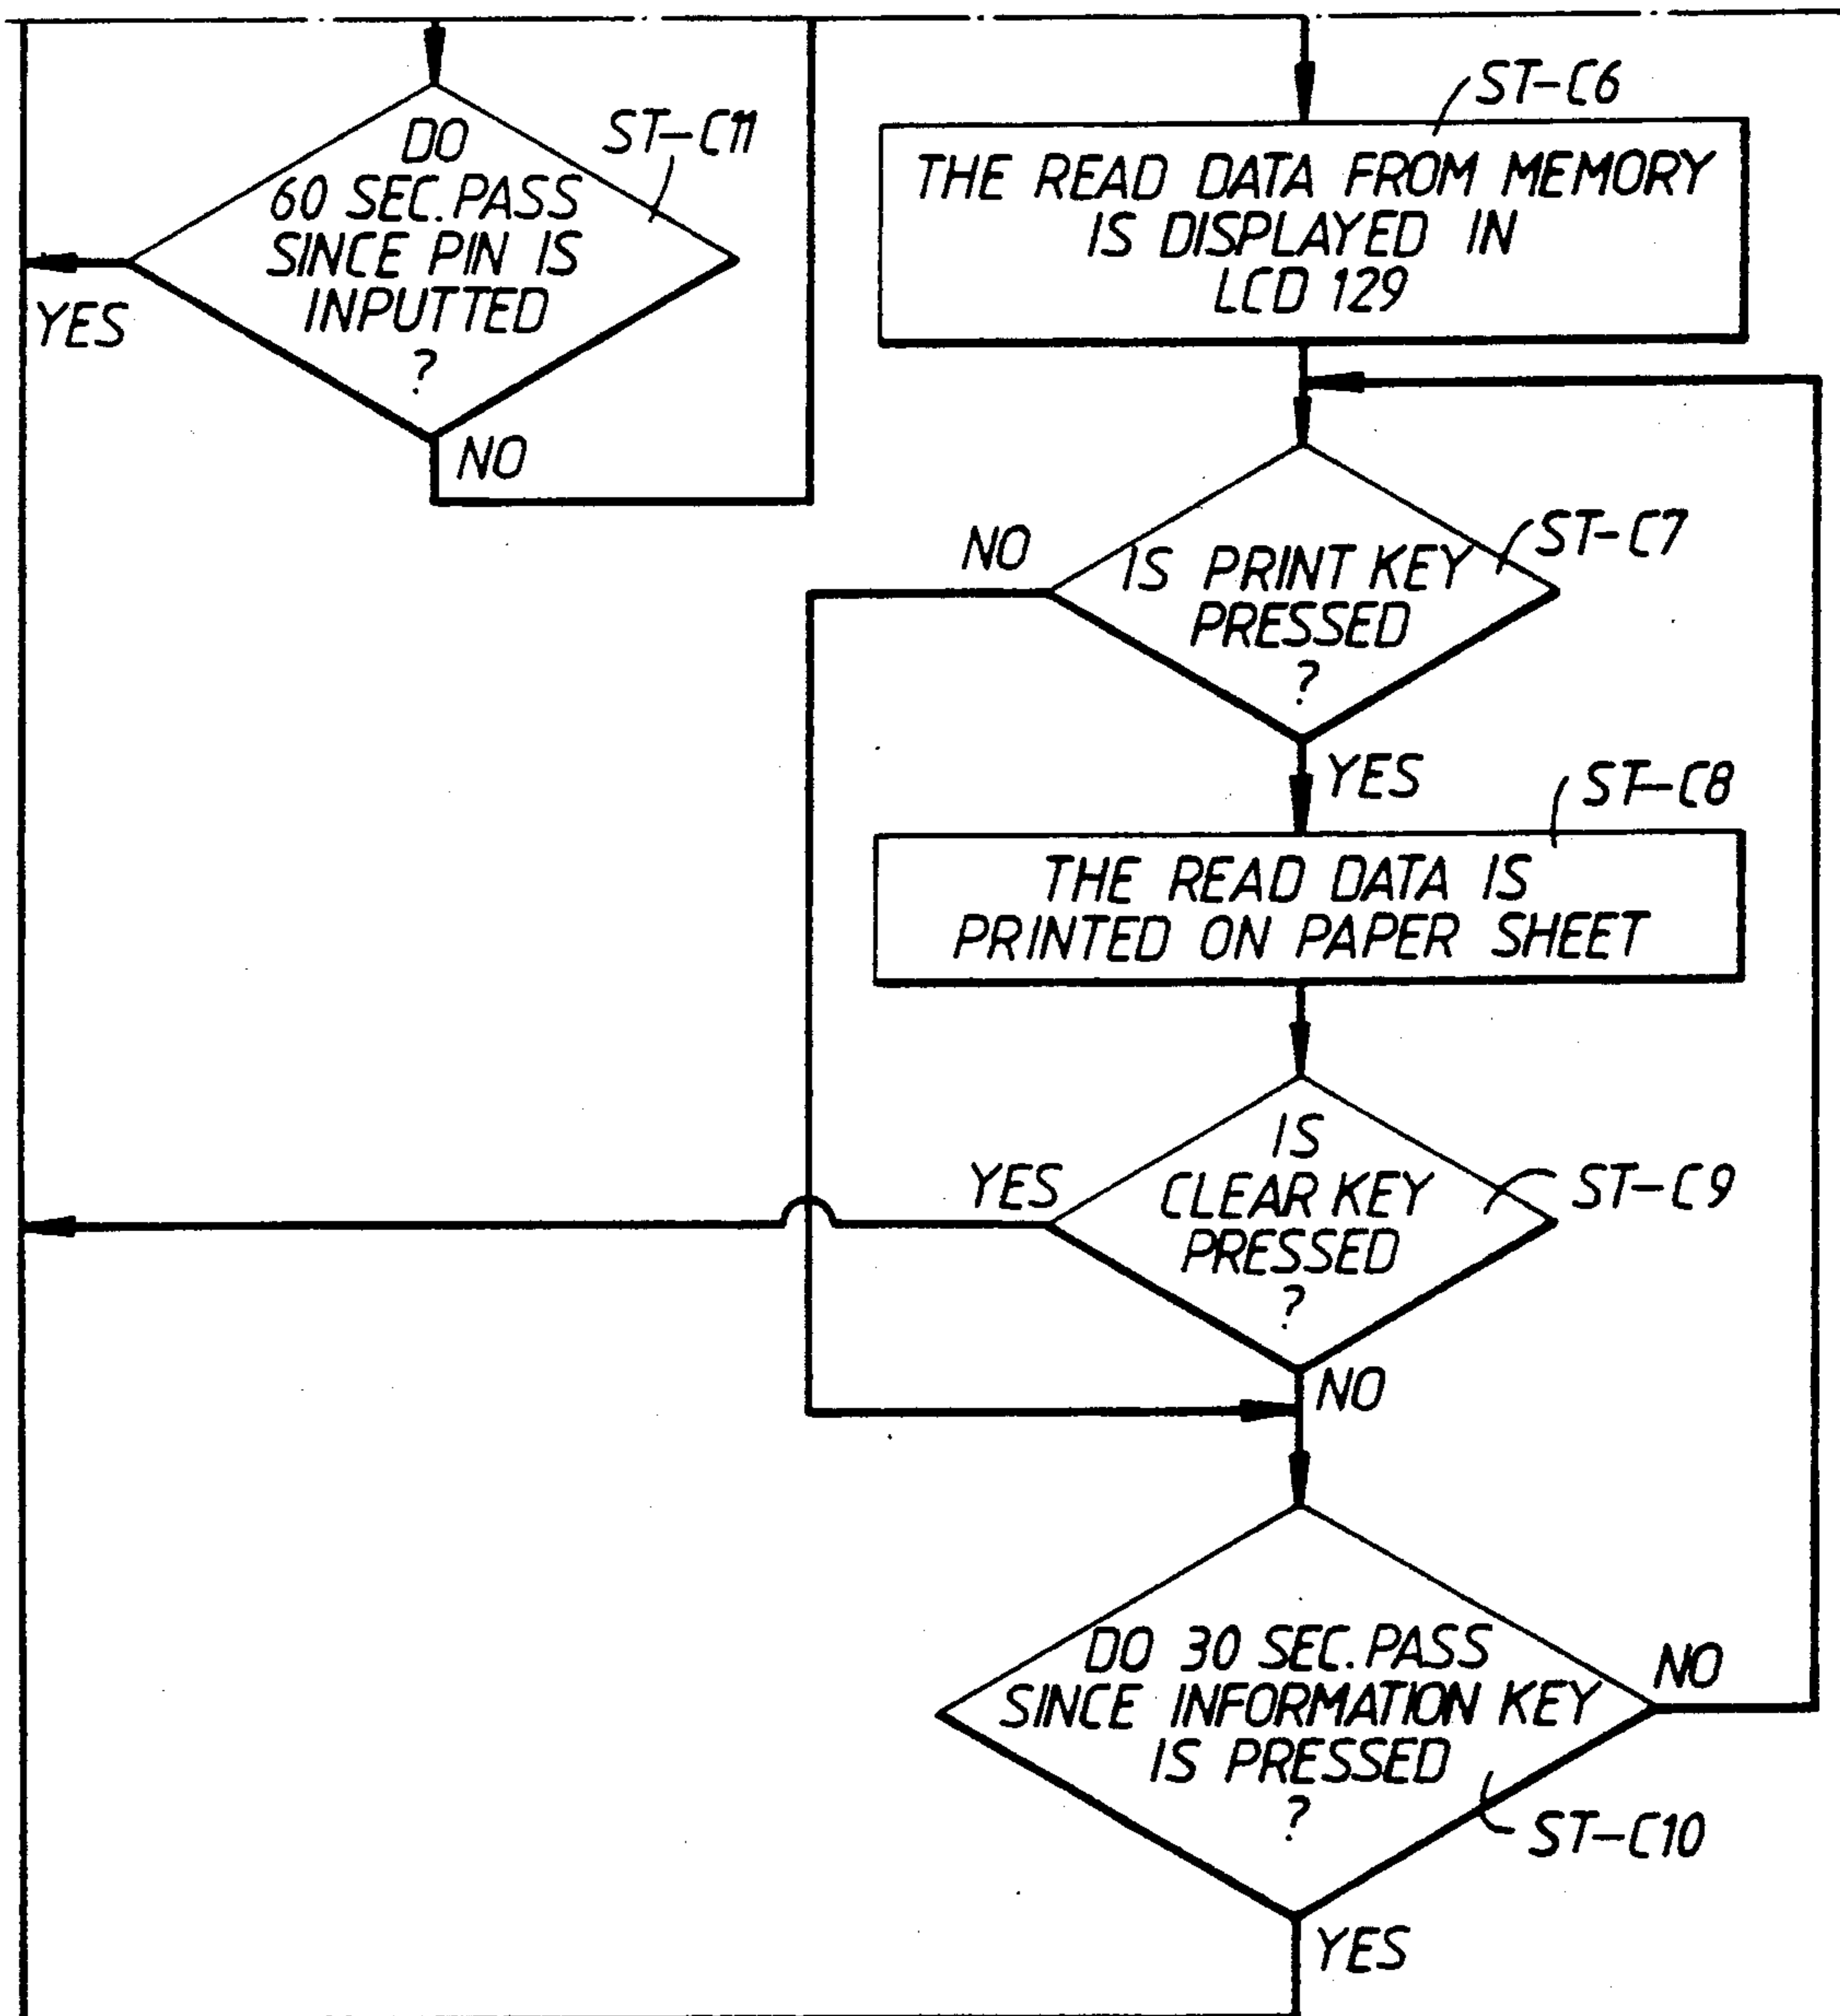 ST-C11
DO
60 SEC. PASS
SINCE PIN IS
INPUTTED
?
YES
NO
ST-C6
THE READ DATA FROM MEMORY
IS DISPLAYED IN
LCD 129
ST-C7
NO
IS PRINT KEY
PRESSED
?
YES
ST-C8
THE READ DATA IS
PRINTED ON PAPER SHEET
IS
CLEAR KEY
PRESSED
?
YES
ST-C9
NO
DO 30 SEC. PASS
SINCE INFORMATION KEY
IS PRESSED
?
NO
ST-C10
YES